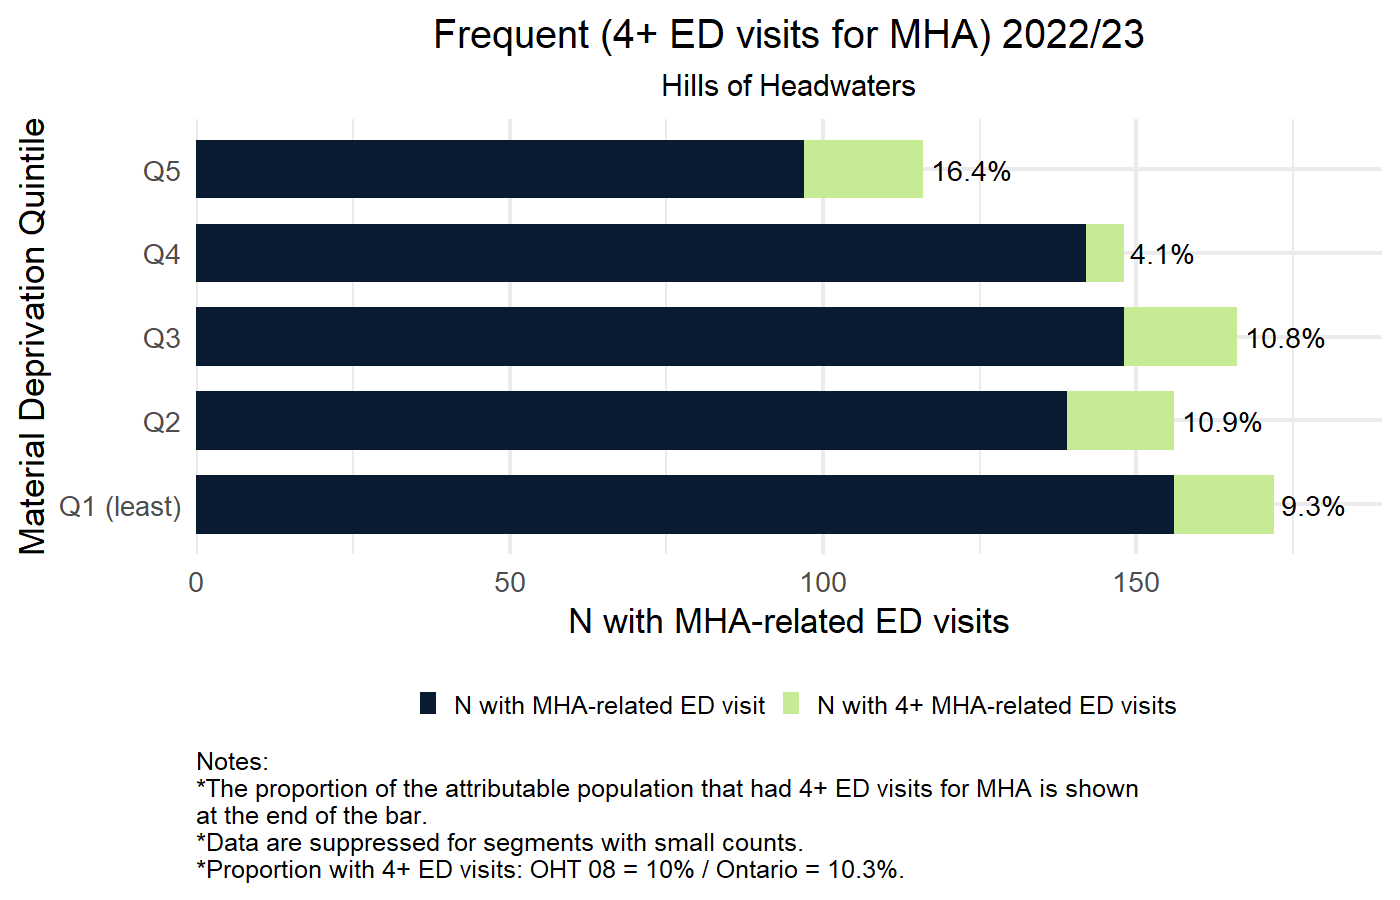 Frequent (4+ ED visits for MHA) 2022/23
Hills of Headwaters
Material Deprivation Quintile
Q5
16.4%
Q4
4.1%
Q3
10.8%
Q2
10.9%
Q1 (least)
9.3%
0 50 100 150
N with MHA-related ED visits
N with MHA-related ED visit N with 4+ MHA-related ED visits
Notes:
*The proportion of the attributable population that had 4+ ED visits for MHA is shown
at the end of the bar.
*Data are suppressed for segments with small counts.
*Proportion with 4+ ED visits: OHT 08 = 10% / Ontario = 10.3%.